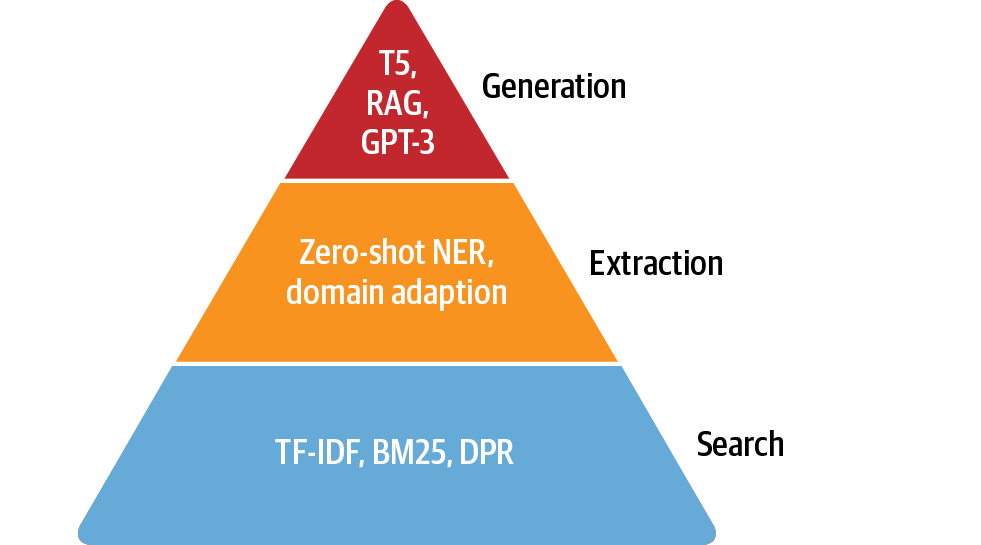 T5,
RAG,
GPT-3
Generation
Zero-shot NER,
domain adaption
Extraction
TF-IDF, BM25, DPR
Search